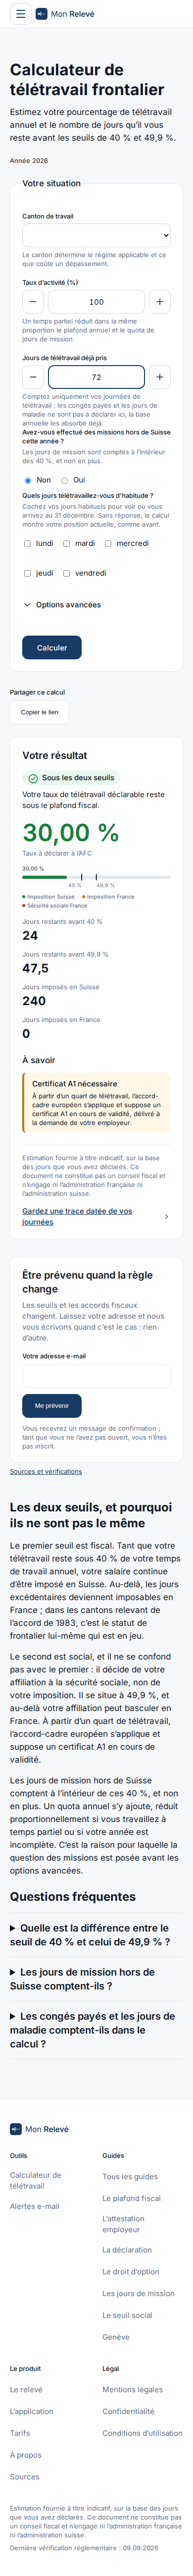 Mon Relevé
Calculateur de
télétravail frontalier
Estimez votre pourcentage de télétravail
annuel et le nombre de jours qu'il vous
reste avant les seuils de 40 % et 49,9 %.
Année 2026
Votre situation
Canton de travail
Le canton détermine le régime applicable et ce
que coûte un dépassement.
Taux d'activité (%)
100
Un temps partiel réduit dans la même
proportion le plafond annuel et le quota de
jours de mission.
Jours de télétravail déjà pris
72
Comptez uniquement vos journées de
télétravail : les congés payés et les jours de
maladie ne sont pas à déclarer ici, la base
annuelle les absorbe déjà.
Avez-vous effectué des missions hors de Suisse
cette année ?
Les jours de mission sont comptés à l'intérieur
des 40 %, et non en plus.
Non Oui
Quels jours télétravaillez-vous d'habitude ?
Cochez vos jours habituels pour voir où vous
arrivez au 31 décembre. Sans réponse, le calcul
montre votre position actuelle, comme avant.
lundi mardi mercredi
jeudi vendredi
Options avancées
Calculer
Partager ce calcul
Copier le lien
Votre résultat
Sous les deux seuils
Votre taux de télétravail déclarable reste
sous le plafond fiscal.
30,00 %
Taux à déclarer à l'AFC
30,00 %
40 % 49,9 %
Imposition Suisse Imposition France
Sécurité sociale France
Jours restants avant 40 %
24
Jours restants avant 49,9 %
47,5
Jours imposés en Suisse
240
Jours imposés en France
0
À savoir
Certificat A1 nécessaire
À partir d'un quart de télétravail, l'accord-
cadre européen s'applique et suppose un
certificat A1 en cours de validité, délivré à
la demande de votre employeur.
Estimation fournie à titre indicatif, sur la base
des jours que vous avez déclarés. Ce
document ne constitue pas un conseil fiscal et
n'engage ni l'administration française ni
l'administration suisse.
Gardez une trace datée de vos
journées
Être prévenu quand la règle
change
Les seuils et les accords fiscaux
changent. Laissez votre adresse et nous
vous écrivons quand c'est le cas : rien
d'autre.
Votre adresse e-mail
Me prévenir
Vous recevrez un message de confirmation ;
tant que vous ne l'avez pas ouvert, vous n'êtes
pas inscrit.
Sources et vérifications
Les deux seuils, et pourquoi
ils ne sont pas le même
Le premier seuil est fiscal. Tant que votre
télétravail reste sous 40 % de votre temps
de travail annuel, votre salaire continue
d'être imposé en Suisse. Au-delà, les jours
excédentaires deviennent imposables en
France ; dans les cantons relevant de
l'accord de 1983, c'est le statut de
frontalier lui-même qui est en jeu.
Le second est social, et il ne se confond
pas avec le premier : il décide de votre
affiliation à la sécurité sociale, non de
votre imposition. Il se situe à 49,9 %, et
au-delà votre affiliation peut basculer en
France. À partir d'un quart de télétravail,
l'accord-cadre européen s'applique et
suppose un certificat A1 en cours de
validité.
Les jours de mission hors de Suisse
comptent à l'intérieur de ces 40 %, et non
en plus. Un quota annuel s'y ajoute, réduit
proportionnellement si vous travaillez à
temps partiel ou si votre année est
incomplète. C'est la raison pour laquelle la
question des missions est posée avant les
options avancées.
Questions fréquentes
Quelle est la différence entre le
seuil de 40 % et celui de 49,9 % ?
Les jours de mission hors de
Suisse comptent-ils ?
Les congés payés et les jours de
maladie comptent-ils dans le
calcul ?
Mon Relevé
Outils
Calculateur de
télétravail
Alertes e-mail
Guides
Tous les guides
Le plafond fiscal
L'attestation
employeur
La déclaration
Le droit d'option
Les jours de mission
Le seuil social
Genève
Le produit
Le relevé
L'application
Tarifs
À propos
Sources
Légal
Mentions légales
Confidentialité
Conditions d'utilisation
Estimation fournie à titre indicatif, sur la base des jours
que vous avez déclarés. Ce document ne constitue pas
un conseil fiscal et n'engage ni l'administration française
ni l'administration suisse.
Dernière vérification réglementaire : 09.09.2026